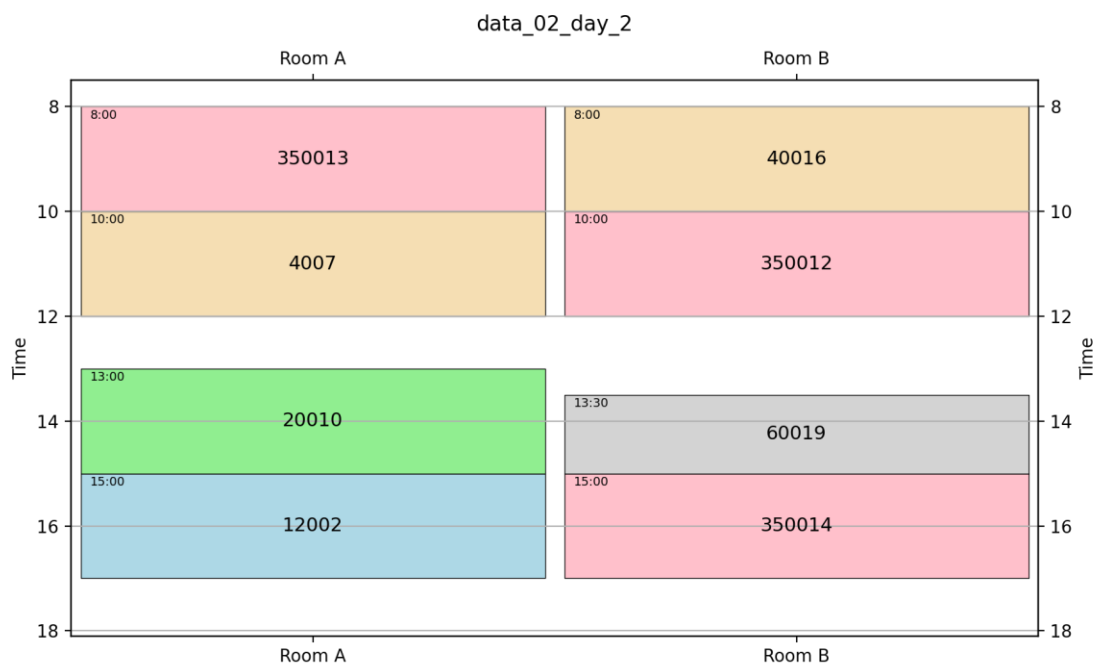 data_02_day_2
Room A Room B
8 8:00 8:00 8
350013 40016
10 10:00 10:00 10
4007 350012
12 12
Time Time
13:00
13:30
14 20010 60019 14
15:00 15:00
16 12002 350014 16
18 18
Room A Room B